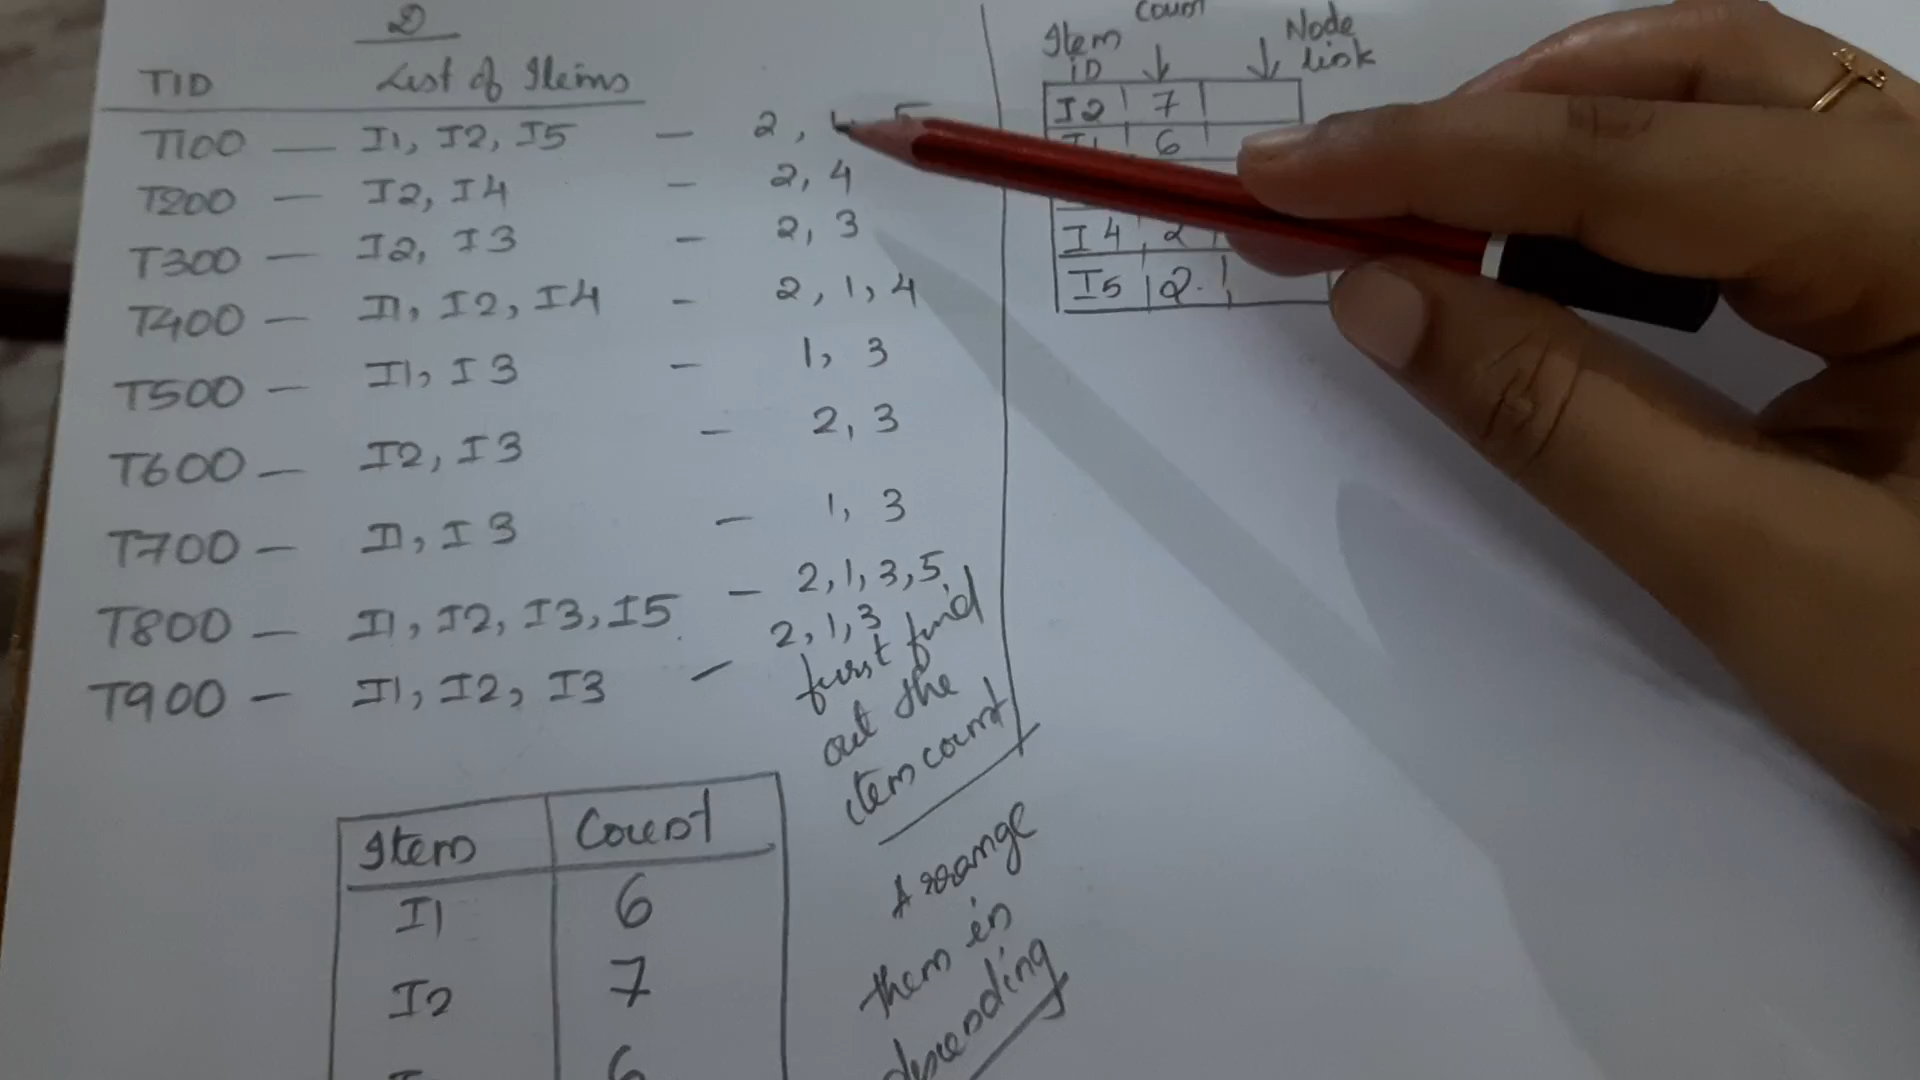 D
TID List of Items
T100 — I1, I2, I5 — 2, 5
T200 — I2, I4 — 2, 4
T300 — I2, I3 — 2, 3
T400 — I1, I2, I4 — 2, 1, 4
T500 — I1, I3 — 1, 3
T600 — I2, I3 — 2, 3
T700 — I1, I3 — 1, 3
T800 — I1, I2, I3, I5 — 2, 1, 3, 5
T900 — I1, I2, I3 — 2, 1, 3
first find
out the
item count
Arrange
them in
descending
Item Count
I1 6
I2 7
6
Item ID Count Node link
I2 7
I1 6
I4 2
I5 2